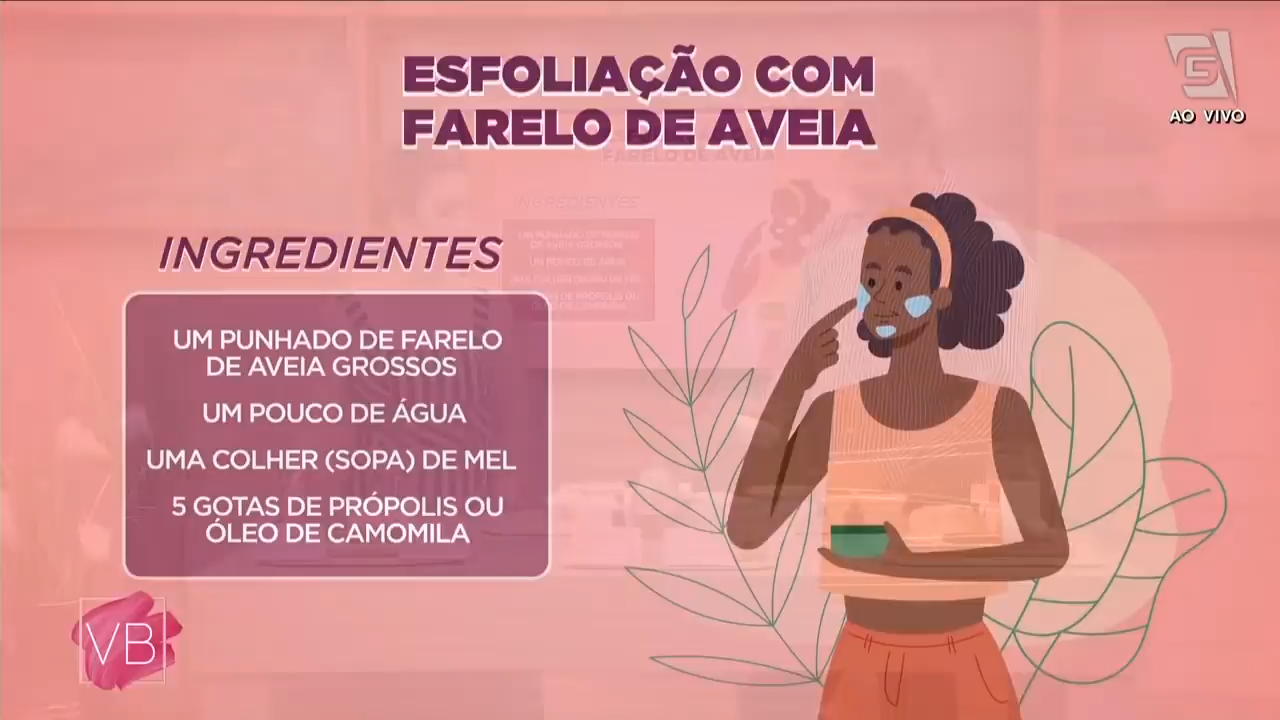 ESFOLIAÇÃO COM
FARELO DE AVEIA
AO VIVO
INGREDIENTES
UM PUNHADO DE FARELO
DE AVEIA GROSSOS
UM POUCO DE ÁGUA
UMA COLHER (SOPA) DE MEL
5 GOTAS DE PRÓPOLIS OU
ÓLEO DE CAMOMILA
VB